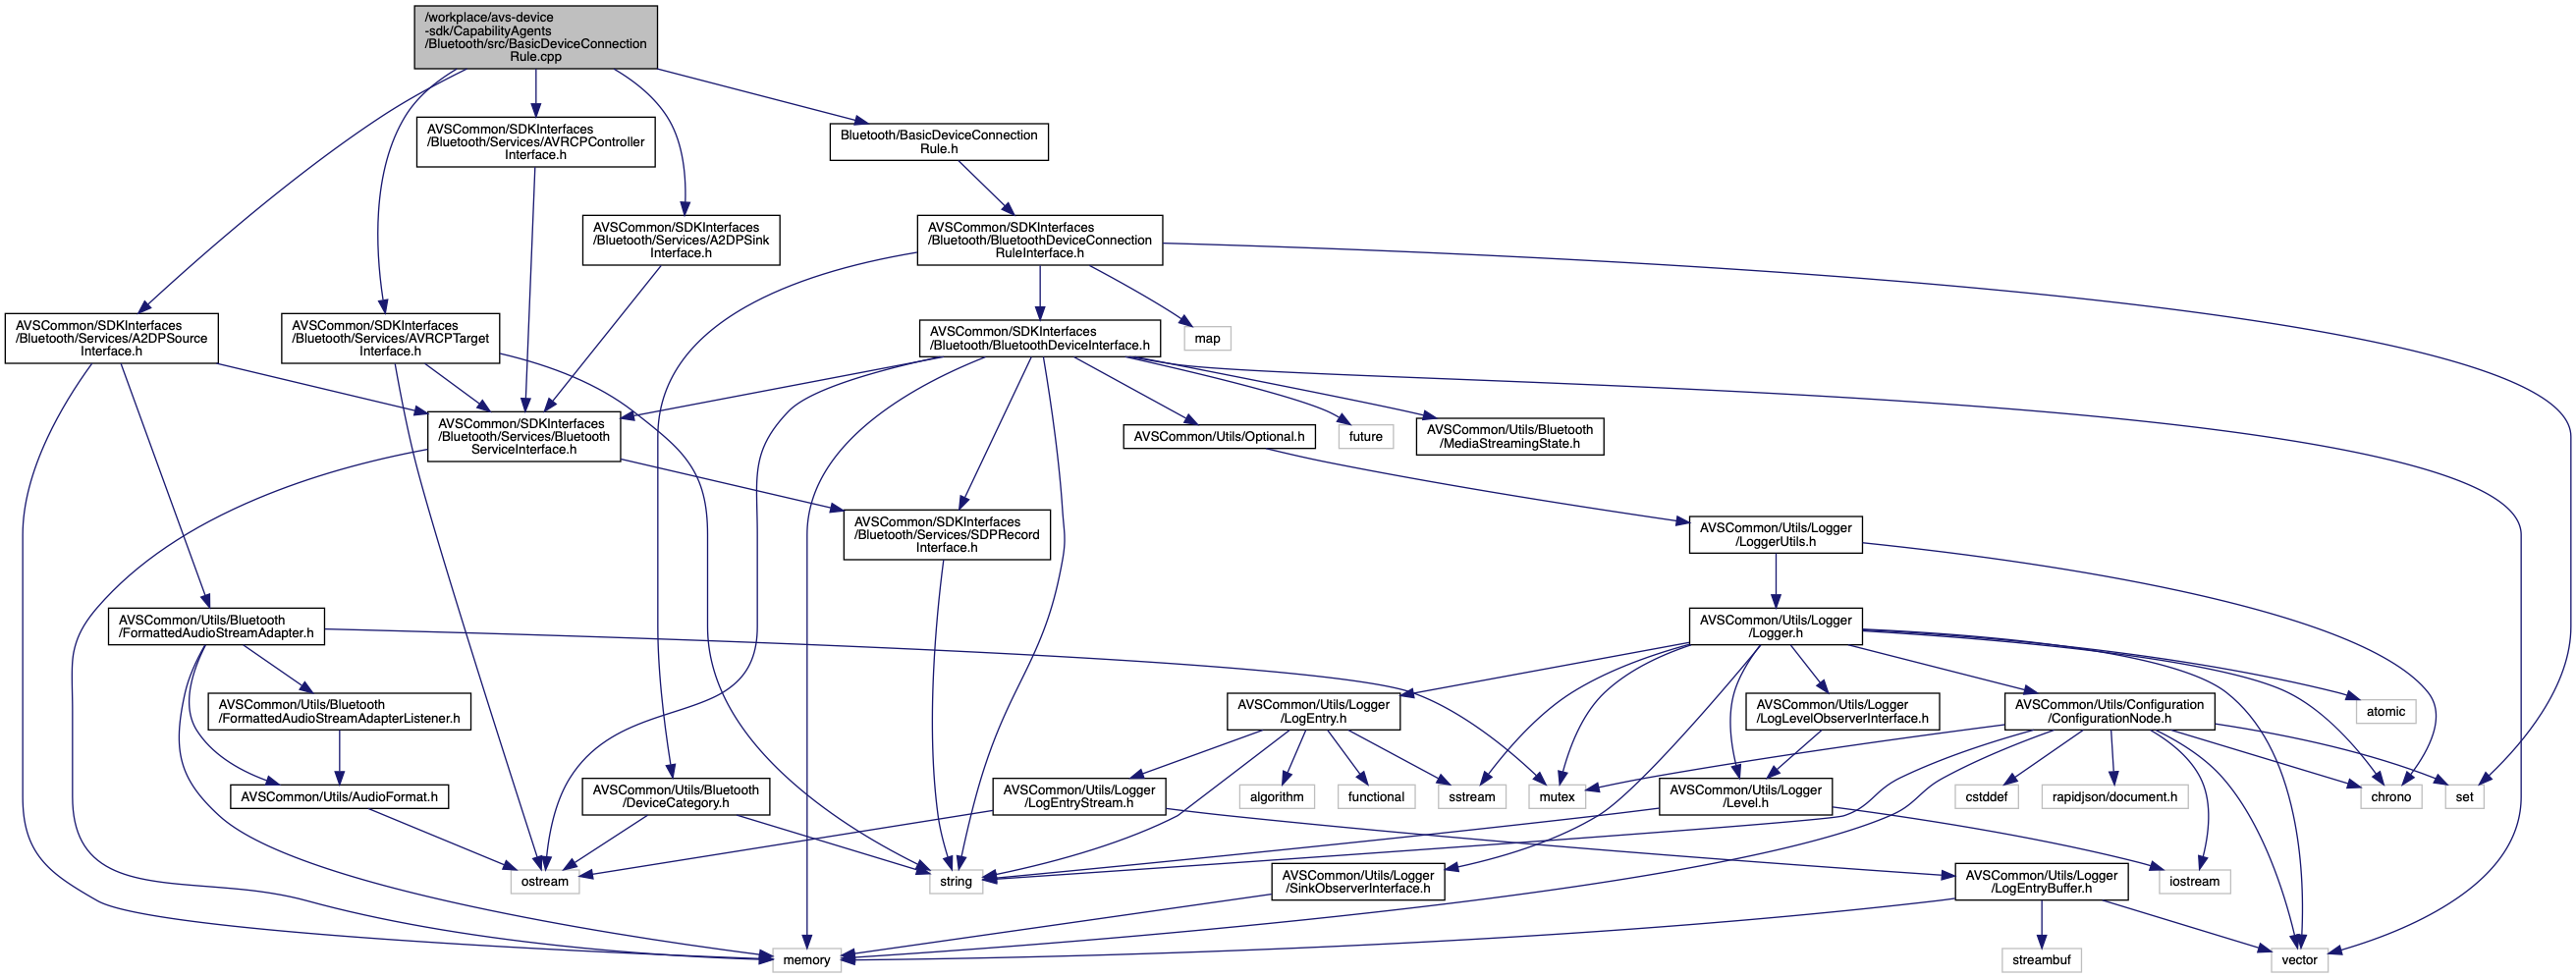 /workplace/avs-device
-sdk/CapabilityAgents
/Bluetooth/src/BasicDeviceConnection
Rule.cpp
AVSCommon/SDKInterfaces
/Bluetooth/Services/AVRCPController
Interface.h
Bluetooth/BasicDeviceConnection
Rule.h
AVSCommon/SDKInterfaces
/Bluetooth/Services/A2DPSink
Interface.h
AVSCommon/SDKInterfaces
/Bluetooth/BluetoothDeviceConnection
RuleInterface.h
AVSCommon/SDKInterfaces
/Bluetooth/Services/A2DPSource
Interface.h
AVSCommon/SDKInterfaces
/Bluetooth/Services/AVRCPTarget
Interface.h
AVSCommon/SDKInterfaces
/Bluetooth/BluetoothDeviceInterface.h
map
AVSCommon/SDKInterfaces
/Bluetooth/Services/Bluetooth
ServiceInterface.h
AVSCommon/Utils/Optional.h
future
AVSCommon/Utils/Bluetooth
/MediaStreamingState.h
AVSCommon/SDKInterfaces
/Bluetooth/Services/SDPRecord
Interface.h
AVSCommon/Utils/Logger
/LoggerUtils.h
AVSCommon/Utils/Bluetooth
/FormattedAudioStreamAdapter.h
AVSCommon/Utils/Logger
/Logger.h
AVSCommon/Utils/Bluetooth
/FormattedAudioStreamAdapterListener.h
AVSCommon/Utils/Logger
/LogEntry.h
AVSCommon/Utils/Logger
/LogLevelObserverInterface.h
AVSCommon/Utils/Configuration
/ConfigurationNode.h
atomic
AVSCommon/Utils/AudioFormat.h
AVSCommon/Utils/Bluetooth
/DeviceCategory.h
AVSCommon/Utils/Logger
/LogEntryStream.h
algorithm
functional
sstream
mutex
AVSCommon/Utils/Logger
/Level.h
cstddef
rapidjson/document.h
chrono
set
ostream
string
AVSCommon/Utils/Logger
/SinkObserverInterface.h
AVSCommon/Utils/Logger
/LogEntryBuffer.h
iostream
memory
streambuf
vector